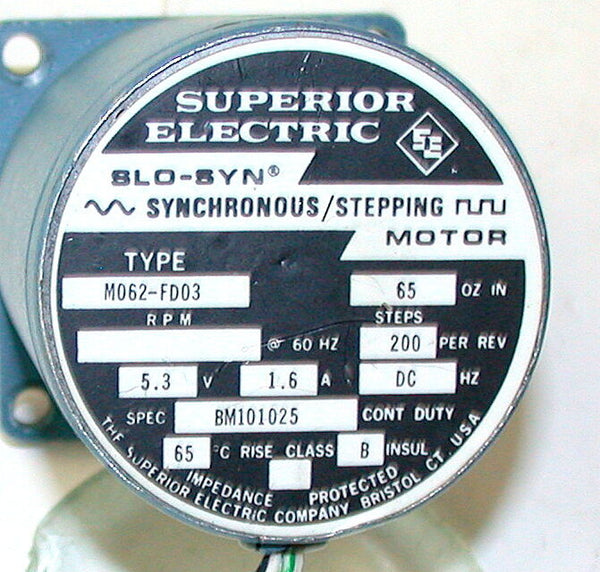 SUPERIOR
ELECTRIC
SE
SLO-SYN®
SYNCHRONOUS/STEPPING
MOTOR
TYPE
M062-FD03 65 OZ IN
RPM STEPS
@ 60 HZ 200 PER REV
5.3 V 1.6 A DC HZ
SPEC BM101025 CONT DUTY
65 °C RISE CLASS B INSUL
IMPEDANCE PROTECTED
THE SUPERIOR ELECTRIC COMPANY BRISTOL CT. USA